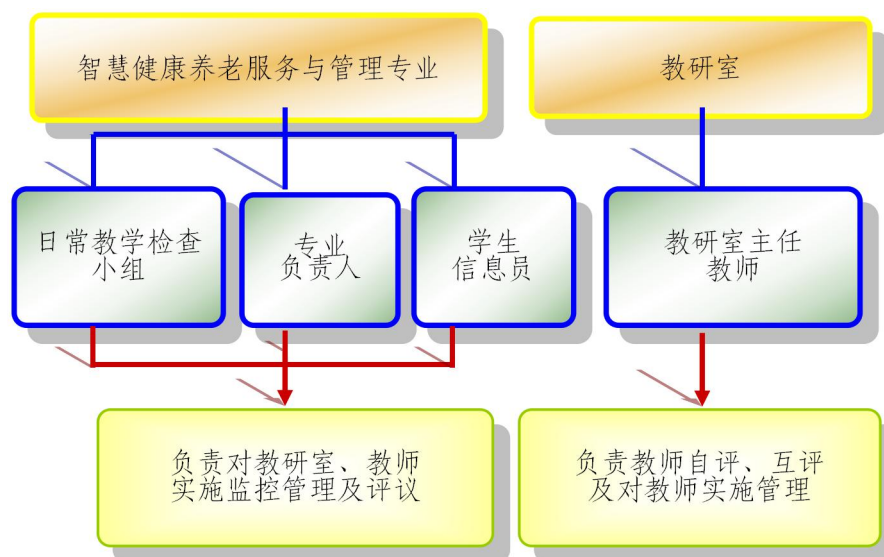 智慧健康养老服务与管理专业
教研室
日常教学检查
小组
专业
负责人
学生
信息员
教研室主任
教师
负责对教研室、教师
实施监控管理及评议
负责教师自评、互评
及对教师实施管理